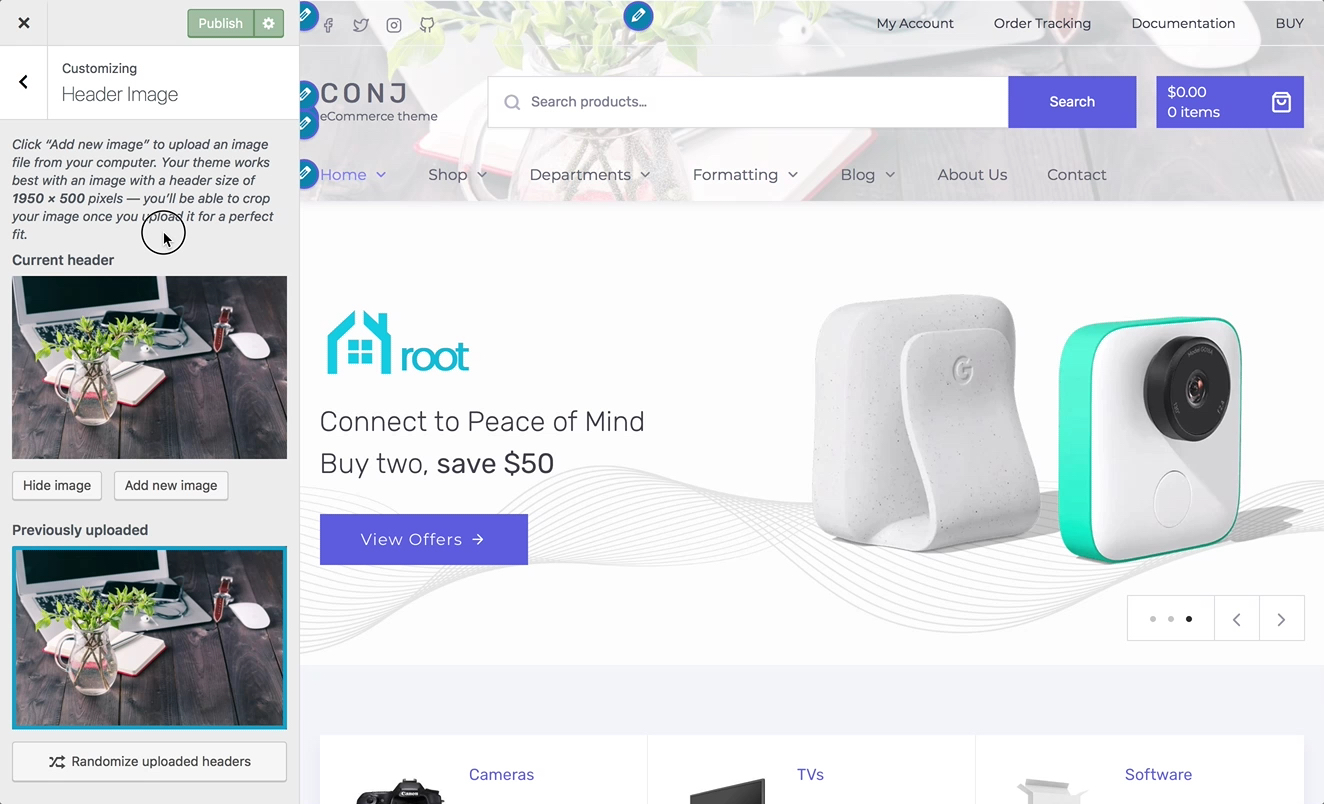 Publish
Customizing
Header Image
Click “Add new image” to upload an image
file from your computer. Your theme works
best with an image with a header size of
1950 × 500 pixels — you’ll be able to crop
your image once you upload it for a perfect
fit.
Current header
Hide image
Add new image
Previously uploaded
Randomize uploaded headers
My Account
Order Tracking
Documentation
BUY
CONJ
eCommerce theme
Search products...
Search
$0.00
0 items
Home
Shop
Departments
Formatting
Blog
About Us
Contact
root
Connect to Peace of Mind
Buy two, save $50
View Offers
G
Cameras
Canon
TVs
Software